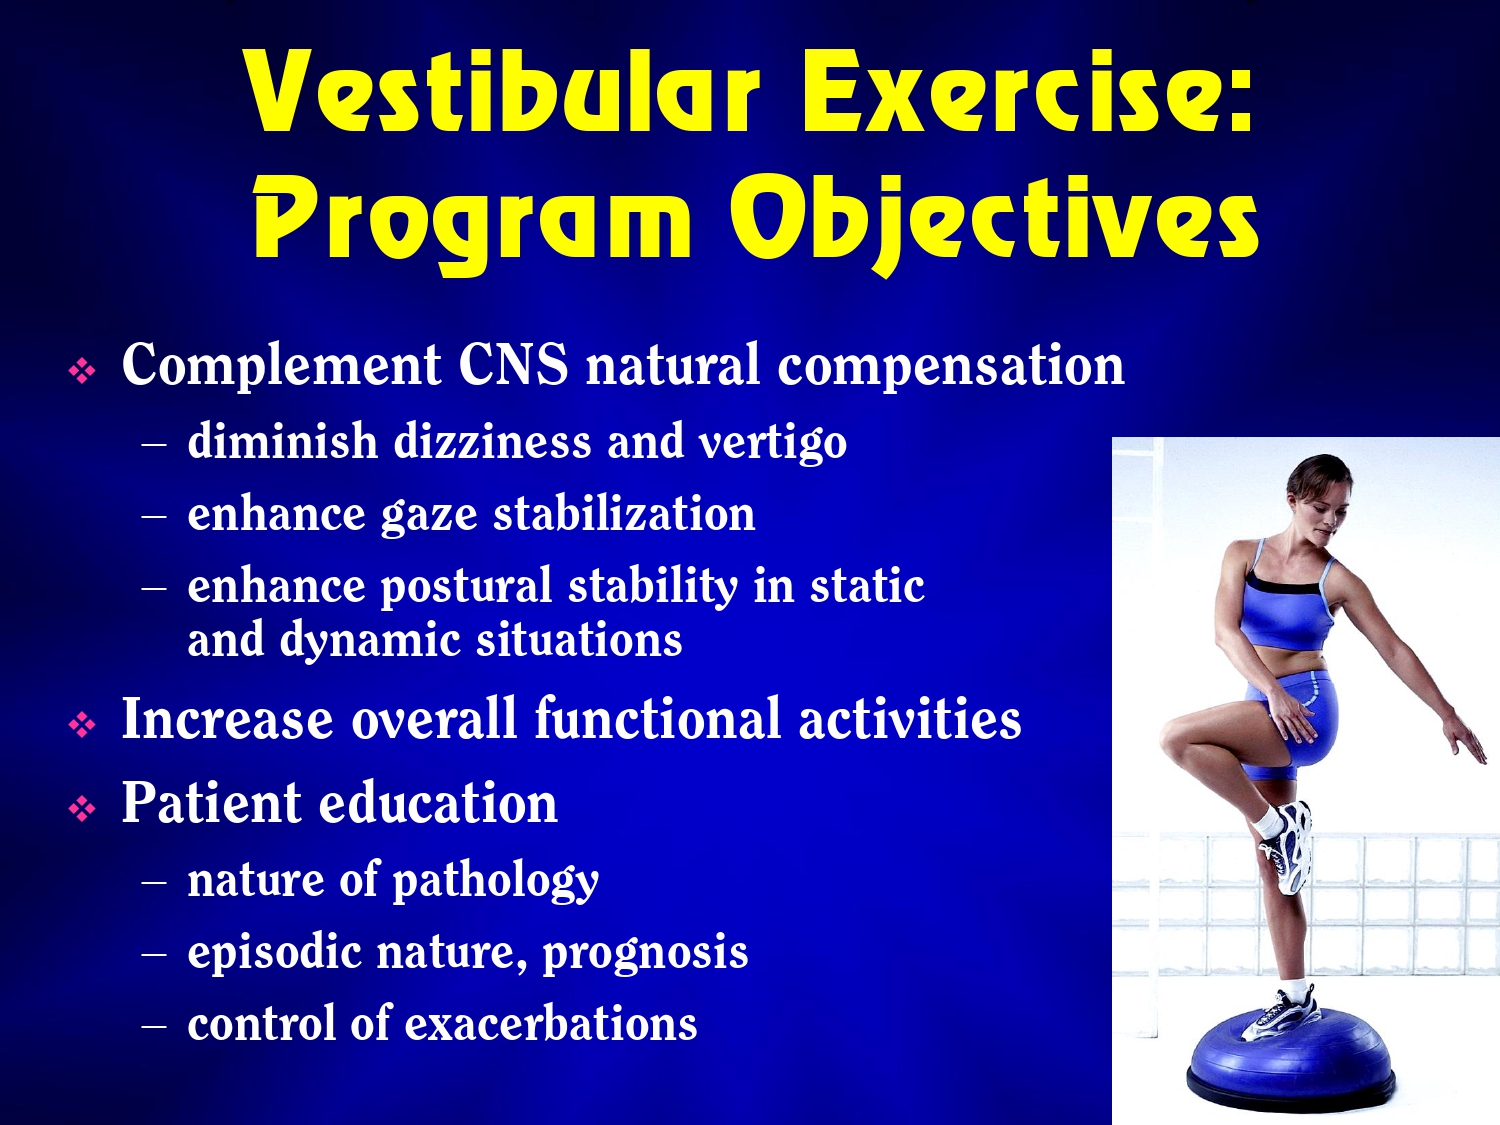 Vestibular Exercise:
Program Objectives
❖ Complement CNS natural compensation
– diminish dizziness and vertigo
– enhance gaze stabilization
– enhance postural stability in static
and dynamic situations
❖ Increase overall functional activities
❖ Patient education
– nature of pathology
– episodic nature, prognosis
– control of exacerbations